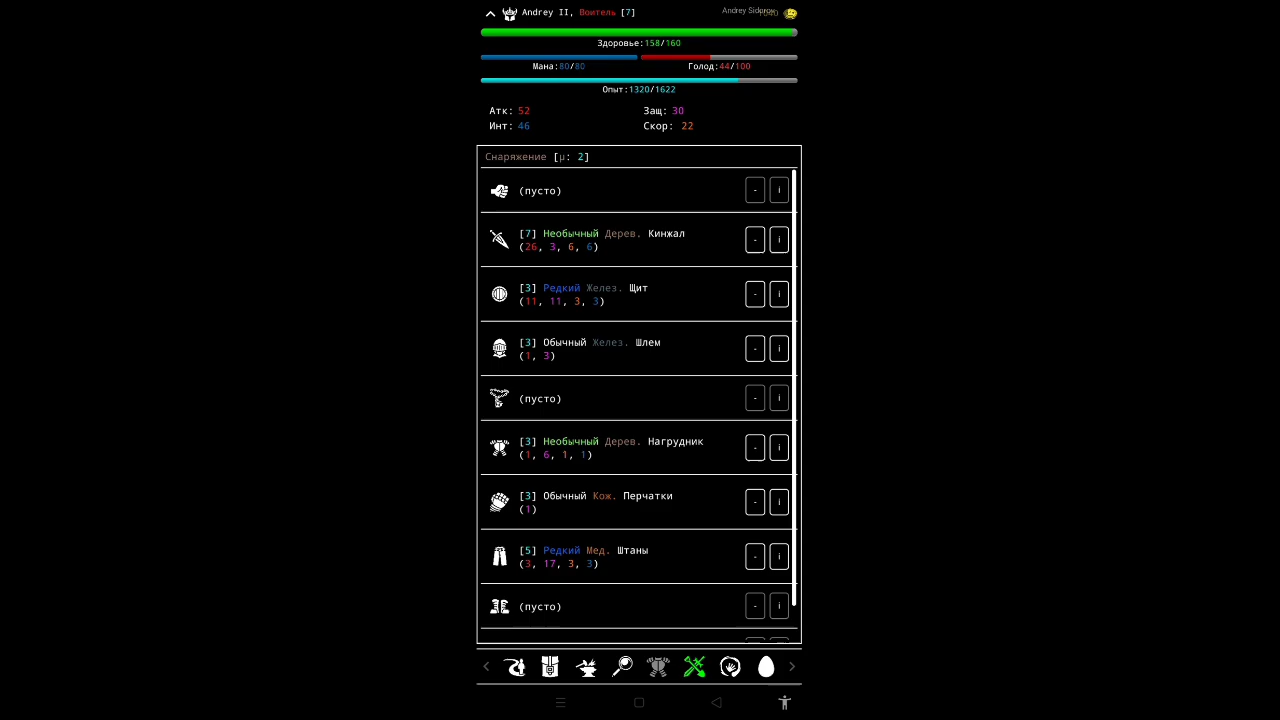 Andrey II, Воитель [7]
Andrey Sidorov
Здоровье:158/160
Мана:80/80 Голод:44/100
Опыт:1320/1622
Атк: 52 Защ: 30
Инт: 46 Скор: 22
Снаряжение [μ: 2]
(пусто) - i
[7] Необычный Дерев. Кинжал - i
(26, 3, 6, 6)
[3] Редкий Желез. Щит - i
(11, 11, 3, 3)
[3] Обычный Желез. Шлем - i
(1, 3)
(пусто) - i
[3] Необычный Дерев. Нагрудник - i
(1, 6, 1, 1)
[3] Обычный Кож. Перчатки - i
(1)
[5] Редкий Мед. Штаны - i
(3, 17, 3, 3)
(пусто) - i